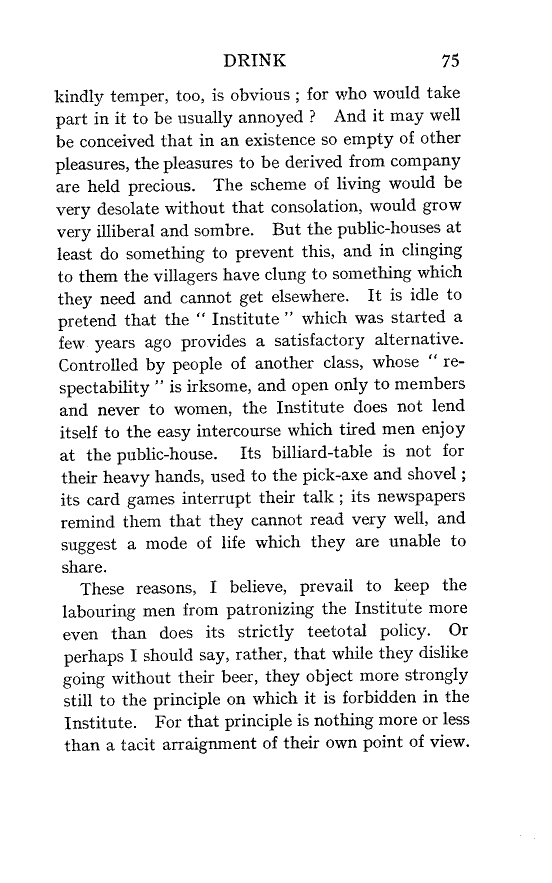 DRINK 75
kindly temper, too, is obvious ; for who would take
part in it to be usually annoyed ? And it may well
be conceived that in an existence so empty of other
pleasures, the pleasures to be derived from company
are held precious. The scheme of living would be
very desolate without that consolation, would grow
very illiberal and sombre. But the public-houses at
least do something to prevent this, and in clinging
to them the villagers have clung to something which
they need and cannot get elsewhere. It is idle to
pretend that the “ Institute ” which was started a
few years ago provides a satisfactory alternative.
Controlled by people of another class, whose “ re-
spectability ” is irksome, and open only to members
and never to women, the Institute does not lend
itself to the easy intercourse which tired men enjoy
at the public-house. Its billiard-table is not for
their heavy hands, used to the pick-axe and shovel ;
its card games interrupt their talk ; its newspapers
remind them that they cannot read very well, and
suggest a mode of life which they are unable to
share.
These reasons, I believe, prevail to keep the
labouring men from patronizing the Institute more
even than does its strictly teetotal policy. Or
perhaps I should say, rather, that while they dislike
going without their beer, they object more strongly
still to the principle on which it is forbidden in the
Institute. For that principle is nothing more or less
than a tacit arraignment of their own point of view.